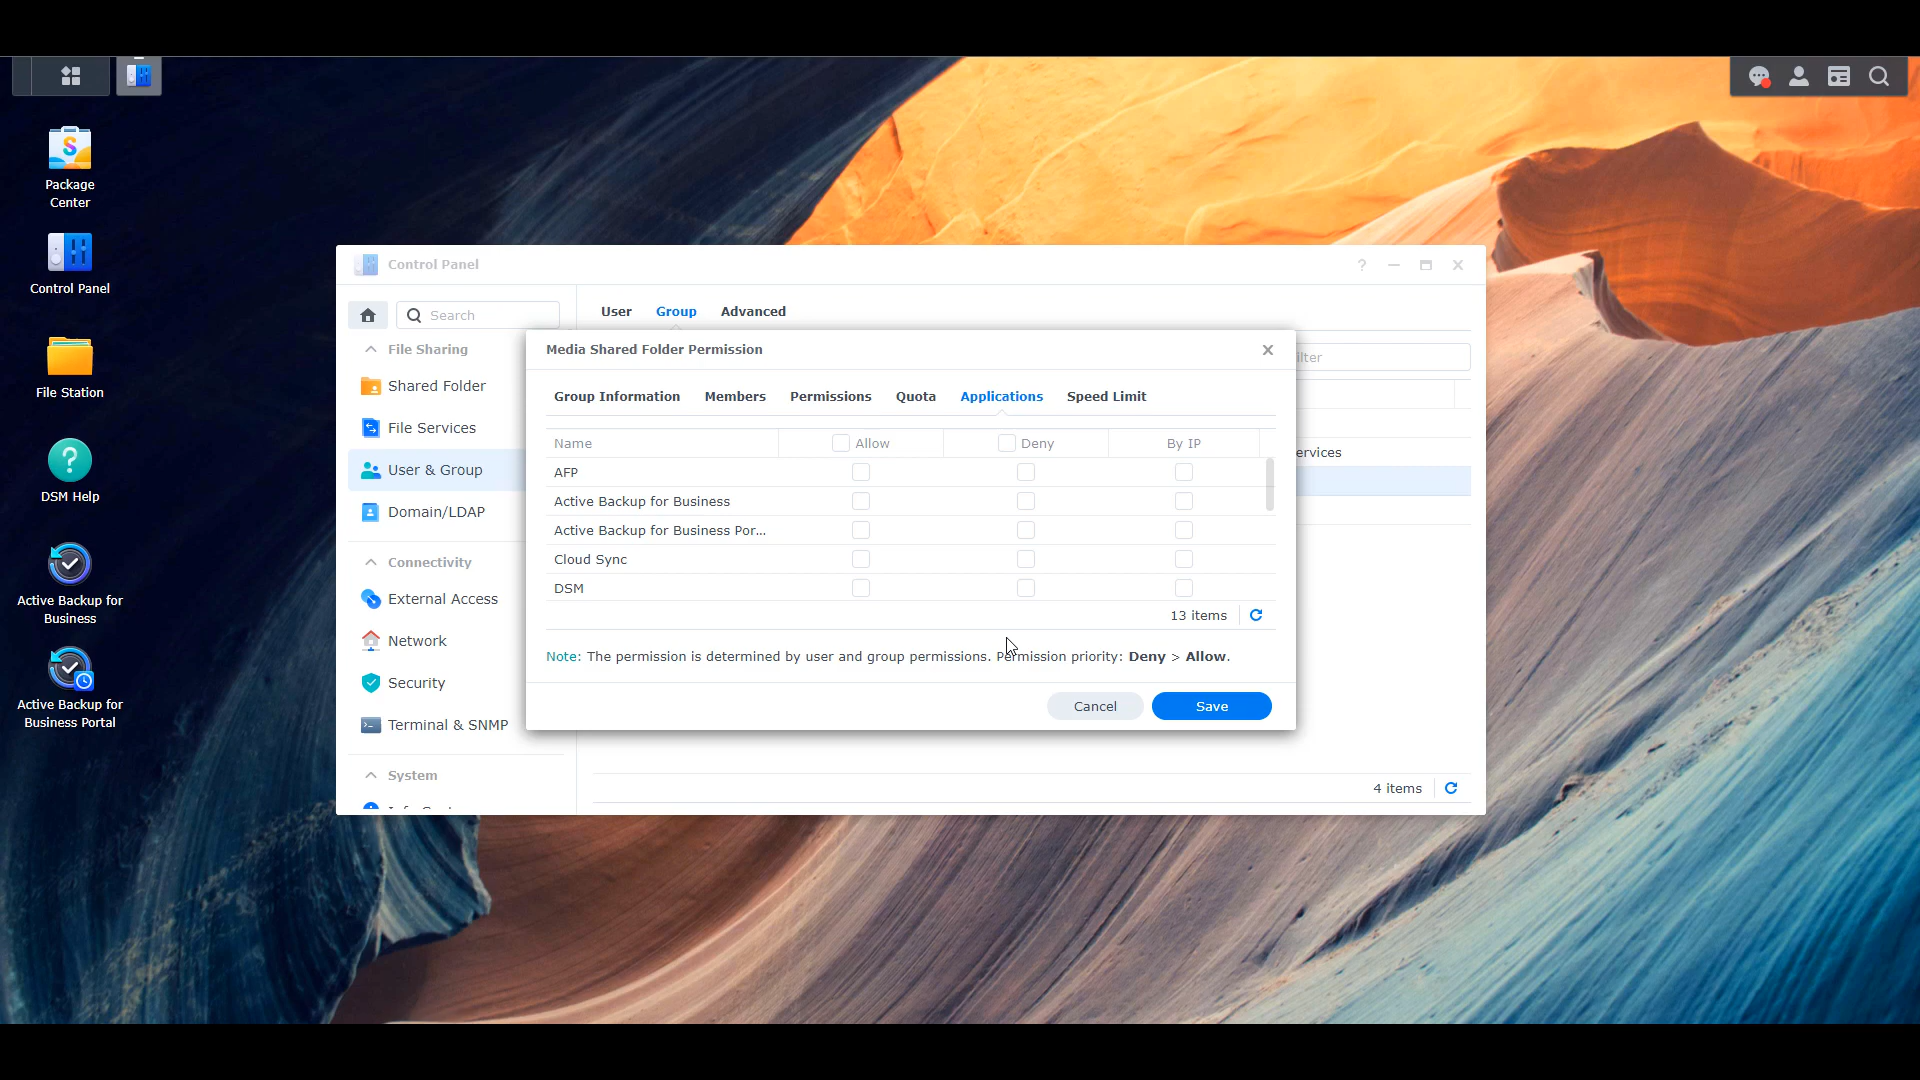 Package
Center
Control Panel
File Station
DSM Help
Active Backup for
Business
Active Backup for
Business Portal
Control Panel
Search
File Sharing
Shared Folder
File Services
User & Group
Domain/LDAP
Connectivity
External Access
Network
Security
Terminal & SNMP
System
User Group Advanced
Media Shared Folder Permission
Group Information Members Permissions Quota Applications Speed Limit
Name Allow Deny By IP
AFP
Active Backup for Business
Active Backup for Business Por...
Cloud Sync
DSM
13 items
Note: The permission is determined by user and group permissions. Permission priority: Deny > Allow.
Cancel Save
ilter
ervices
4 items